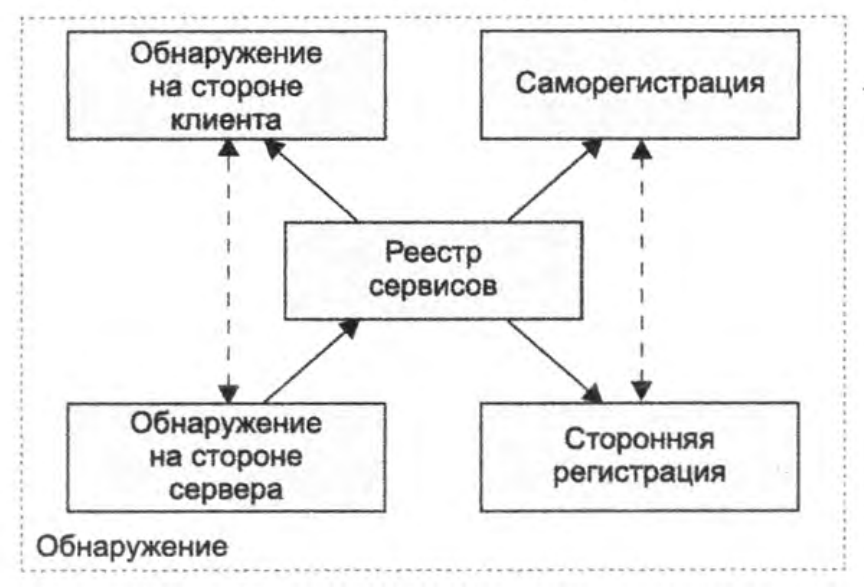 Обнаружение
на стороне
клиента
Саморегистрация
Реестр
сервисов
Обнаружение
на стороне
сервера
Сторонняя
регистрация
Обнаружение